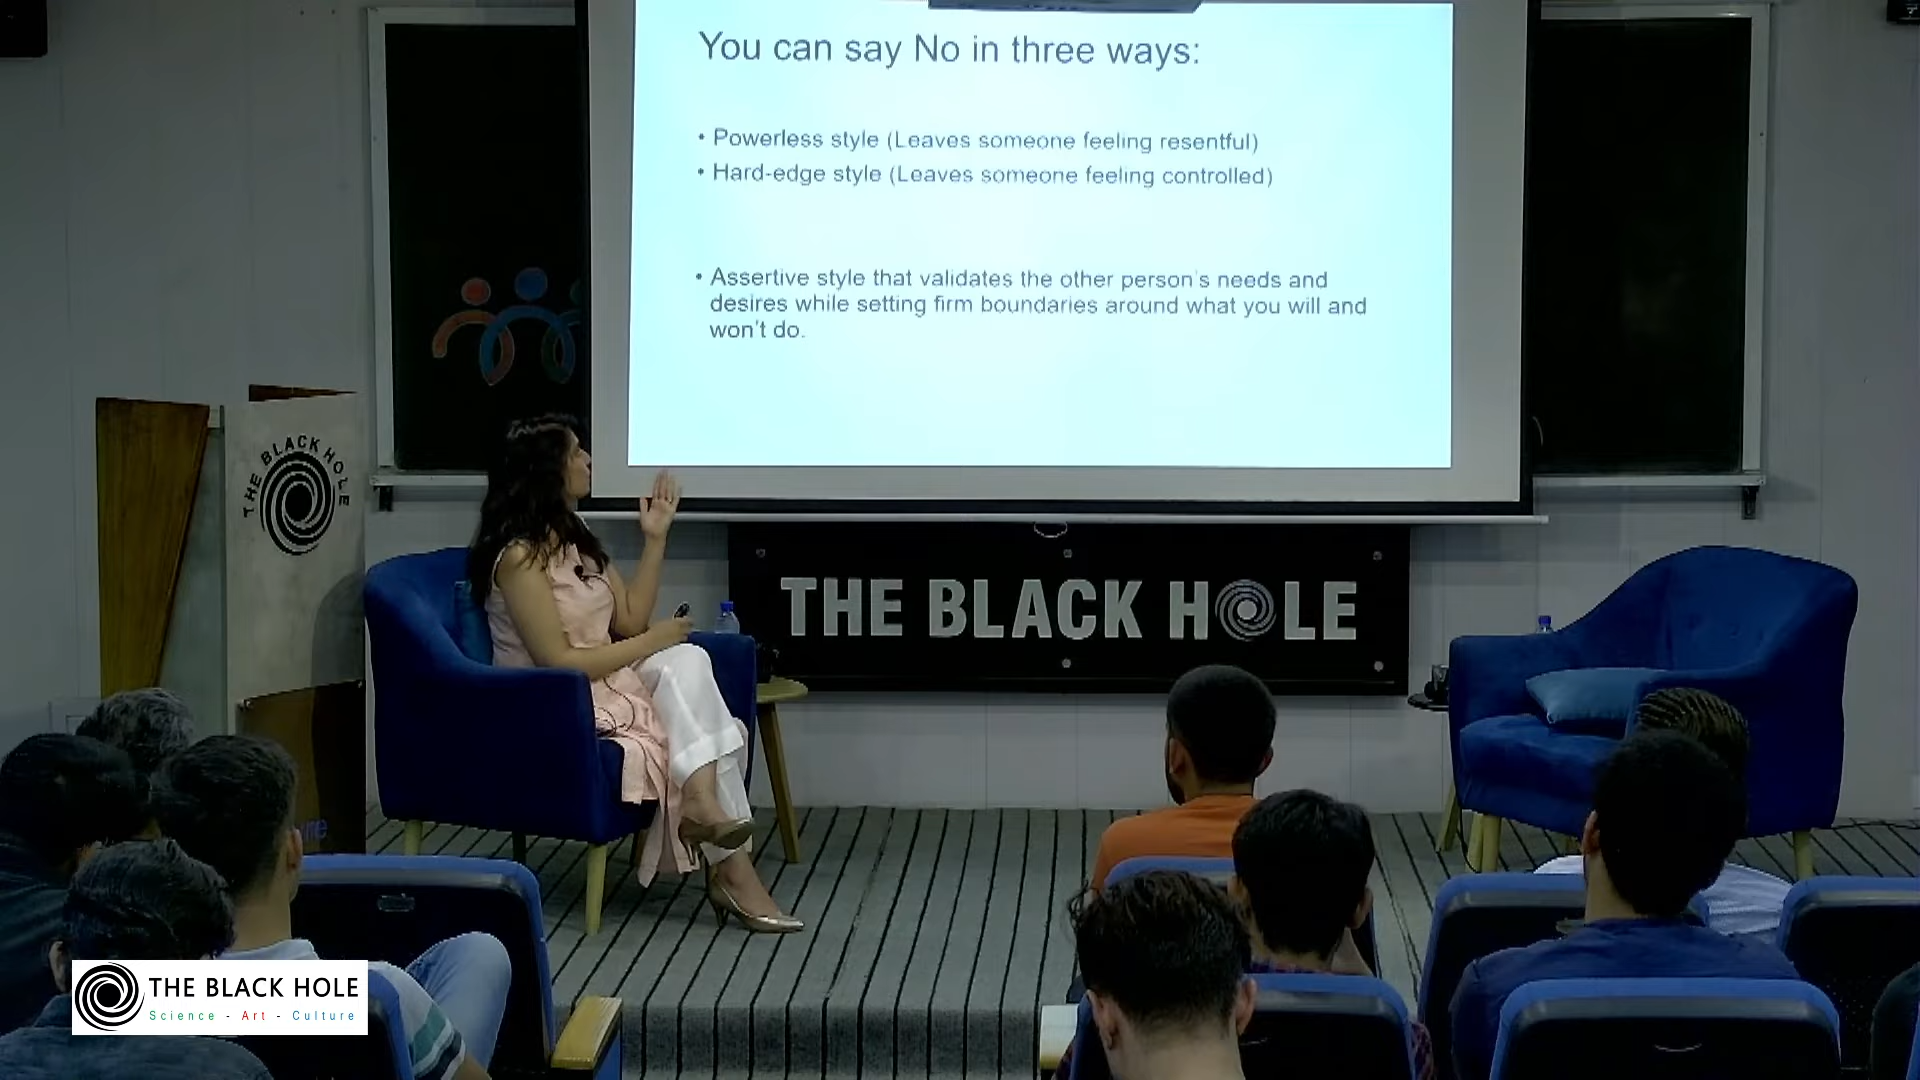 You can say No in three ways:
• Powerless style (Leaves someone feeling resentful)
• Hard-edge style (Leaves someone feeling controlled)
• Assertive style that validates the other person's needs and
desires while setting firm boundaries around what you will and
won't do.
THE BLACK HOLE
THE BLACK HOLE
THE BLACK HOLE
Science - Art - Culture